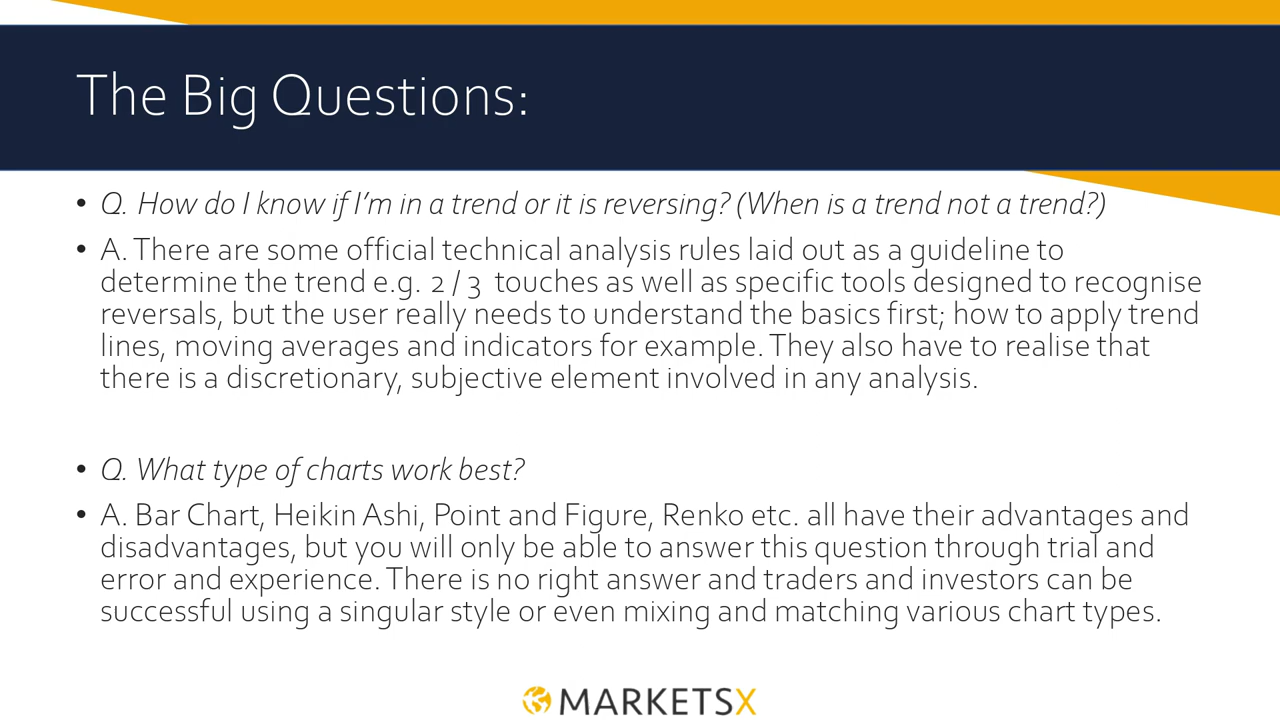 The Big Questions:
• Q. How do I know if I'm in a trend or it is reversing? (When is a trend not a trend?)
• A. There are some official technical analysis rules laid out as a guideline to
determine the trend e.g. 2 / 3 touches as well as specific tools designed to recognise
reversals, but the user really needs to understand the basics first; how to apply trend
lines, moving averages and indicators for example. They also have to realise that
there is a discretionary, subjective element involved in any analysis.
• Q. What type of charts work best?
• A. Bar Chart, Heikin Ashi, Point and Figure, Renko etc. all have their advantages and
disadvantages, but you will only be able to answer this question through trial and
error and experience. There is no right answer and traders and investors can be
successful using a singular style or even mixing and matching various chart types.
MARKETSX